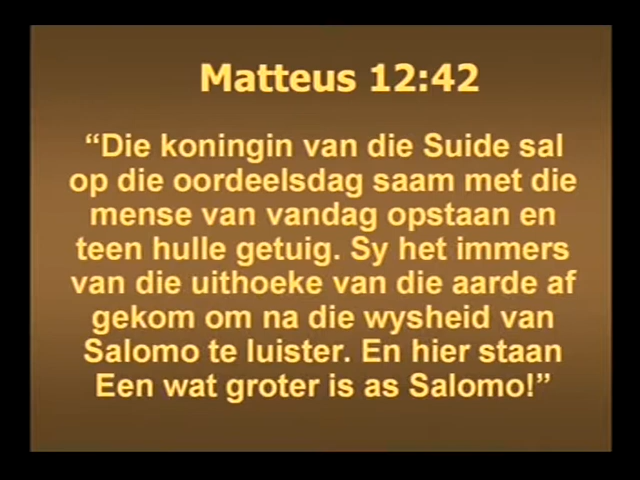 Matteus 12:42
“Die koningin van die Suide sal
op die oordeelsdag saam met die
mense van vandag opstaan en
teen hulle getuig. Sy het immers
van die uithoeke van die aarde af
gekom om na die wysheid van
Salomo te luister. En hier staan
Een wat groter is as Salomo!”